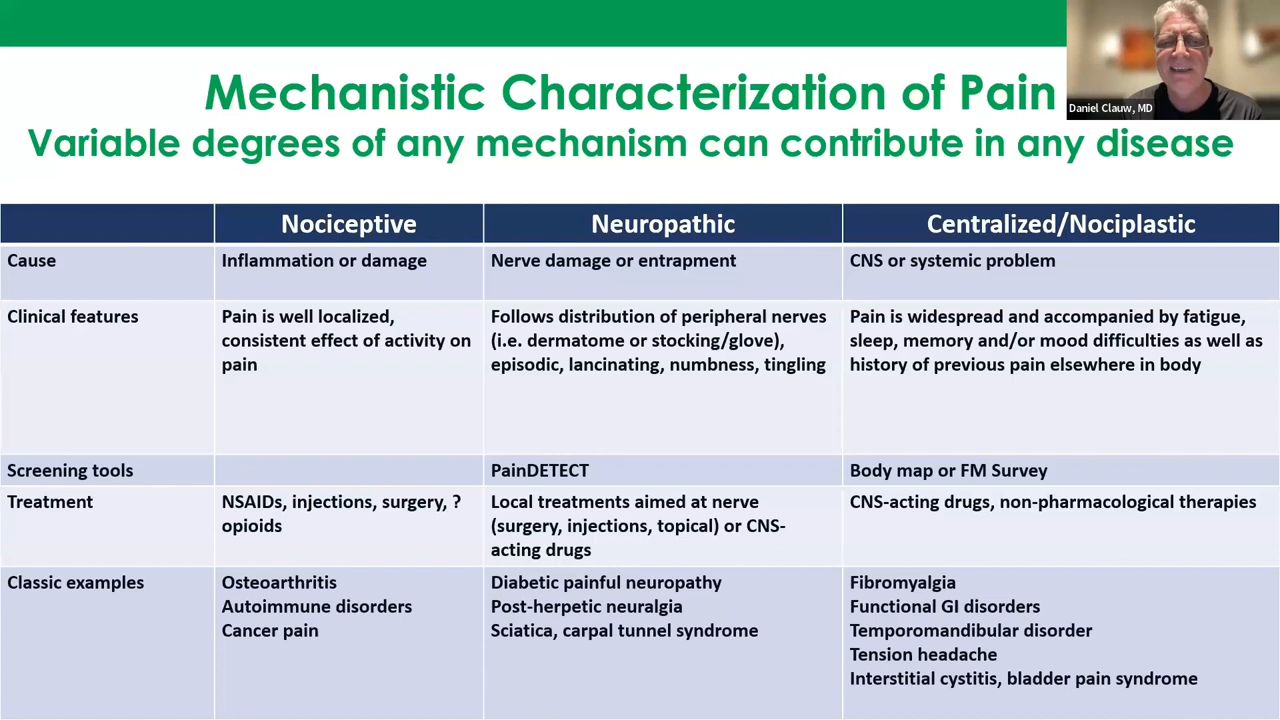 Mechanistic Characterization of Pain
Daniel Clauw, MD
Variable degrees of any mechanism can contribute in any disease
Nociceptive
Neuropathic
Centralized/Nociplastic
Cause
Inflammation or damage
Nerve damage or entrapment
CNS or systemic problem
Clinical features
Pain is well localized,
consistent effect of activity on
pain
Follows distribution of peripheral nerves
(i.e. dermatome or stocking/glove),
episodic, lancinating, numbness, tingling
Pain is widespread and accompanied by fatigue,
sleep, memory and/or mood difficulties as well as
history of previous pain elsewhere in body
Screening tools
PainDETECT
Body map or FM Survey
Treatment
NSAIDs, injections, surgery, ?
opioids
Local treatments aimed at nerve
(surgery, injections, topical) or CNS-
acting drugs
CNS-acting drugs, non-pharmacological therapies
Classic examples
Osteoarthritis
Autoimmune disorders
Cancer pain
Diabetic painful neuropathy
Post-herpetic neuralgia
Sciatica, carpal tunnel syndrome
Fibromyalgia
Functional GI disorders
Temporomandibular disorder
Tension headache
Interstitial cystitis, bladder pain syndrome